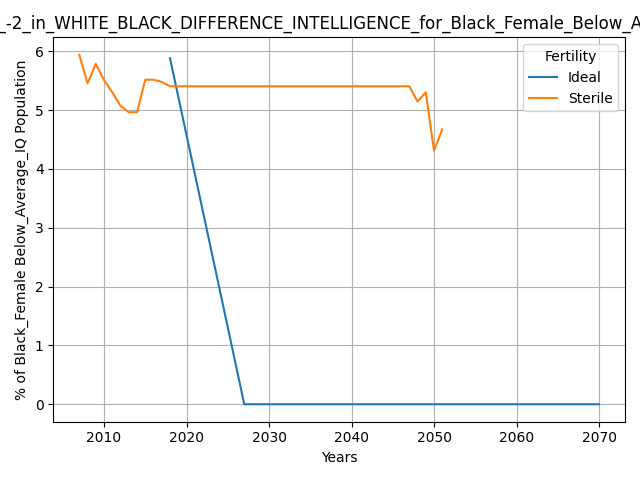 _-2_in_WHITE_BLACK_DIFFERENCE_INTELLIGENCE_for_Black_Female_Below_A
6
5
4
3
2
1
0
% of Black_Female Below_Average_IQ Population
Fertility
Ideal
Sterile
2010 2020 2030 2040 2050 2060 2070
Years